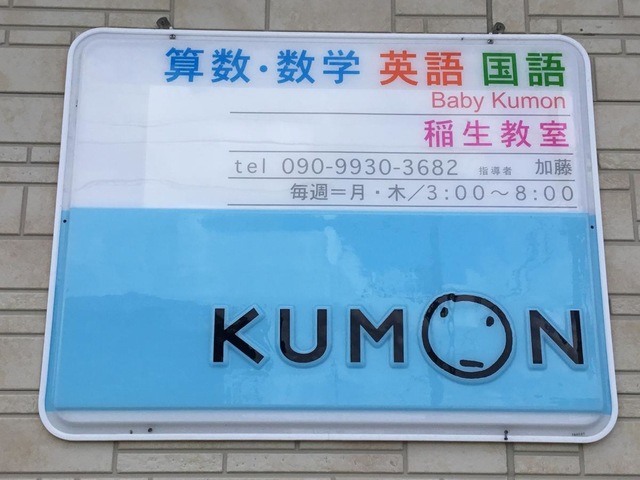 算数・数学 英語 国語
Baby Kumon
稲生教室
tel 090-9930-3682 指導者 加藤
毎週=月・木/3:00～8:00
KUMON